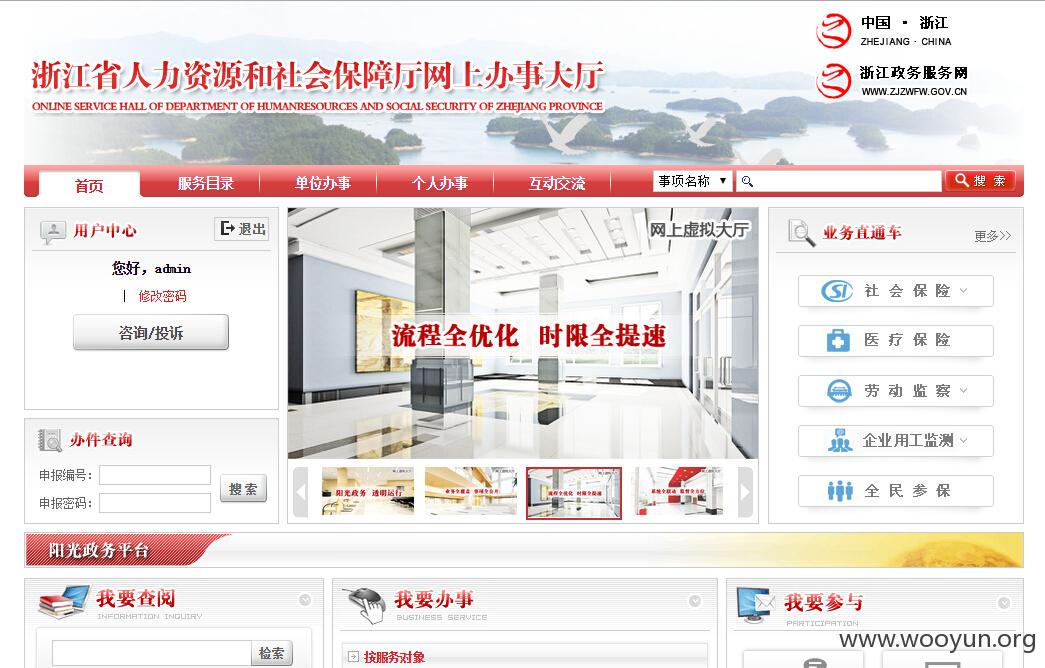 中国 · 浙江
ZHEJIANG · CHINA
浙江政务服务网
WWW.ZJZWFW.GOV.CN
浙江省人力资源和社会保障厅网上办事大厅
ONLINE SERVICE HALL OF DEPARTMENT OF HUMANRESOURCES AND SOCIAL SECURITY OF ZHEJIANG PROVINCE
首页 服务目录 单位办事 个人办事 互动交流 事项名称 搜 索
用户中心 退出
您好，admin
| 修改密码
咨询/投诉
办件查询
申报编号：
申报密码：
搜 索
网上虚拟大厅
流程全优化 时限全提速
阳光政务 透明运行
流程全优化 时限全提速
业务直通车 更多>>
社 会 保 险
医 疗 保 险
劳 动 监 察
企业用工监测
全 民 参 保
阳光政务平台
我要查阅
INFORMATION INQUIRY
检索
我要办事
BUSINESS SERVICE
按服务对象
我要参与
PARTICIPATION
www.wooyun.org